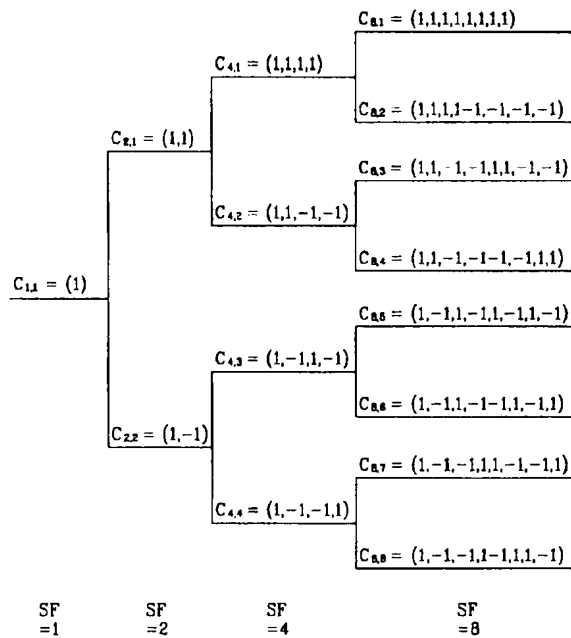 C8,1 = (1,1,1,1,1,1,1,1)
C4,1 = (1,1,1,1)
C8,2 = (1,1,1,1-1,-1,-1,-1)
C2,1 = (1,1)
C8,3 = (1,1,-1,-1,1,1,-1,-1)
C4,2 = (1,1,-1,-1)
C8,4 = (1,1,-1,-1-1,-1,1,1)
C1,1 = (1)
C8,5 = (1,-1,1,-1,1,-1,1,-1)
C4,3 = (1,-1,1,-1)
C8,6 = (1,-1,1,-1-1,1,-1,1)
C2,2 = (1,-1)
C8,7 = (1,-1,-1,1,1,-1,-1,1)
C4,4 = (1,-1,-1,1)
C8,8 = (1,-1,-1,1-1,1,1,-1)
SF SF SF SF
=1 =2 =4 =8